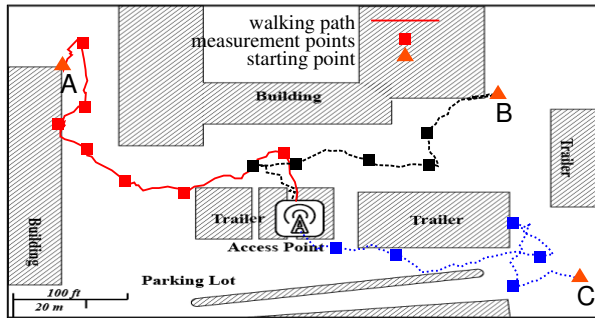 walking path
measurement points
starting point
A
Building
B
Trailer
Building
Trailer
Trailer
Access Point
C
Parking Lot
100 ft
20 m